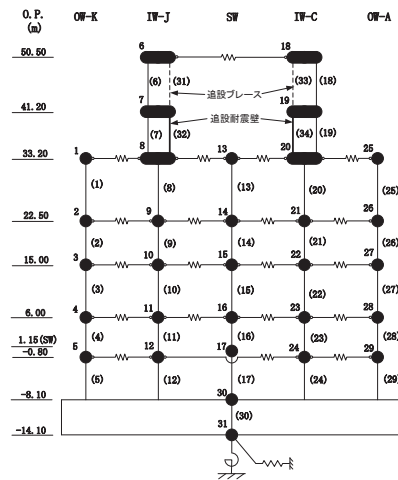 O.P. OW-K IW-J SW IW-C OW-A
(m)
50.50 6 18
(6) (31) (33) (18)
追設ブレース
41.20 7 19
追設耐震壁
(7) (32) (34) (19)
33.20 1 8 13 20 25
(1) (8) (13) (20) (25)
22.50 2 9 14 21 26
(2) (9) (14) (21) (26)
15.00 3 10 15 22 27
(3) (10) (15) (22) (27)
6.00 4 11 16 23 28
1.15(SW) (4) (11) (16) (23) (28)
-0.80 5 12 17 24 29
(5) (12) (17) (24) (29)
-8.10 30
(30)
-14.10 31